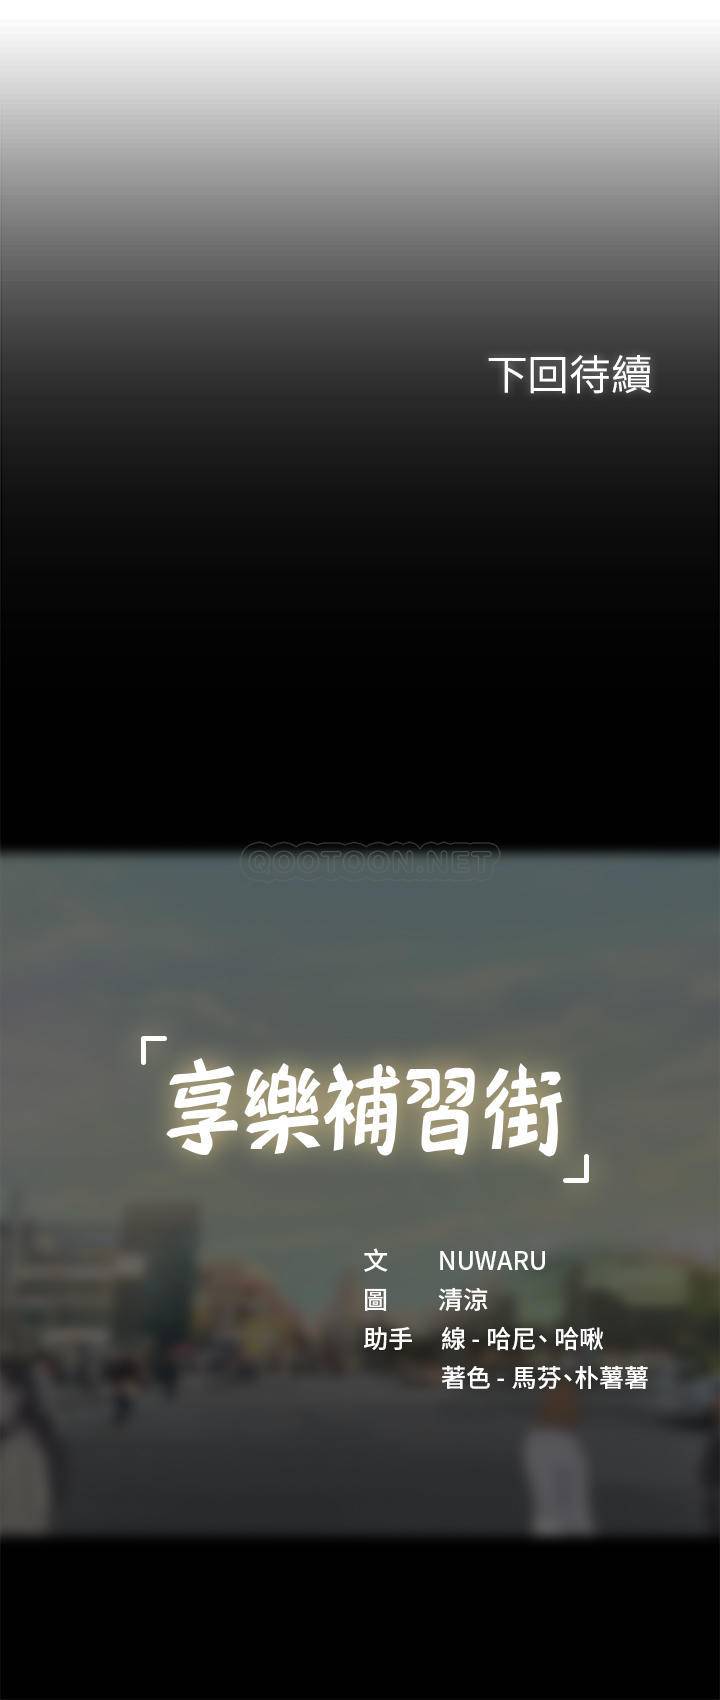 下回待續
QOOTOON.NET
「享樂補習街」
文 NUWARU
圖 清涼
助手 線 - 哈尼、哈啾
著色 - 馬芬、朴薯薯